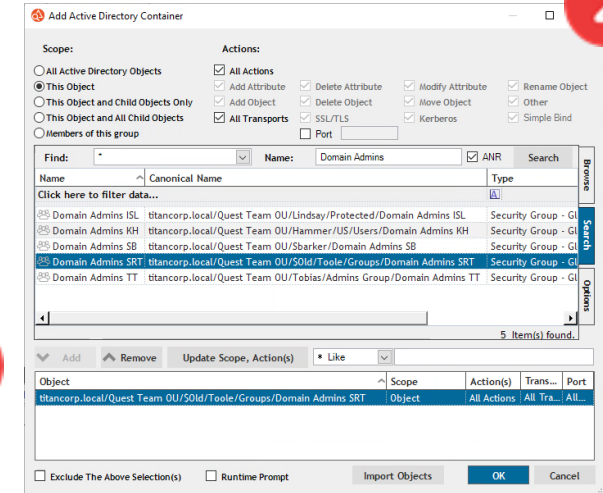 Add Active Directory Container
Scope: Actions:
All Active Directory Objects All Actions
This Object Add Attribute Delete Attribute Modify Attribute Rename Object
This Object and Child Objects Only Add Object Delete Object Move Object Other
This Object and All Child Objects All Transports SSL/TLS Kerberos Simple Bind
Members of this group Port
Find: * Name: Domain Admins ANR Search
Name Canonical Name Type
Click here to filter data...
Domain Admins ISL titancorp.local/Quest Team OU/Lindsay/Protected/Domain Admins ISL Security Group - Gl
Domain Admins KH titancorp.local/Quest Team OU/Hammer/US/Users/Domain Admins KH Security Group - Gl
Domain Admins SB titancorp.local/Quest Team OU/Sbarker/Domain Admins SB Security Group - Gl
Domain Admins SRT titancorp.local/Quest Team OU/$Old/Toole/Groups/Domain Admins SRT Security Group - Gl
Domain Admins TT titancorp.local/Quest Team OU/Tobias/Admins Group/Domain Admins TT Security Group - Gl
Browse
Search
Options
5 Item(s) found.
Add Remove Update Scope, Action(s) * Like
Object Scope Action(s) Trans... Port
titancorp.local/Quest Team OU/$Old/Toole/Groups/Domain Admins SRT Object All Actions All Tra... All...
Exclude The Above Selection(s) Runtime Prompt Import Objects OK Cancel